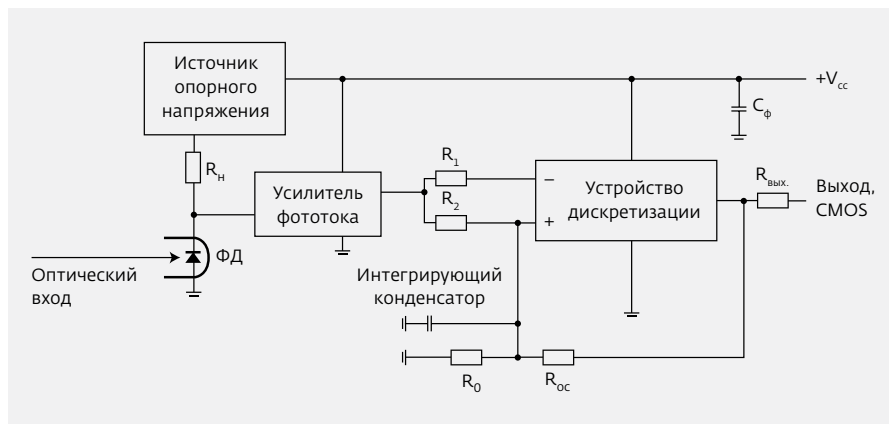 Источник
опорного
напряжения
+Vcc
Cф
Rн
R1
Усилитель
фототока
R2
−
+
Устройство
дискретизации
Rвых.
Выход,
CMOS
ФД
Оптический
вход
Интегрирующий
конденсатор
R0
Rос